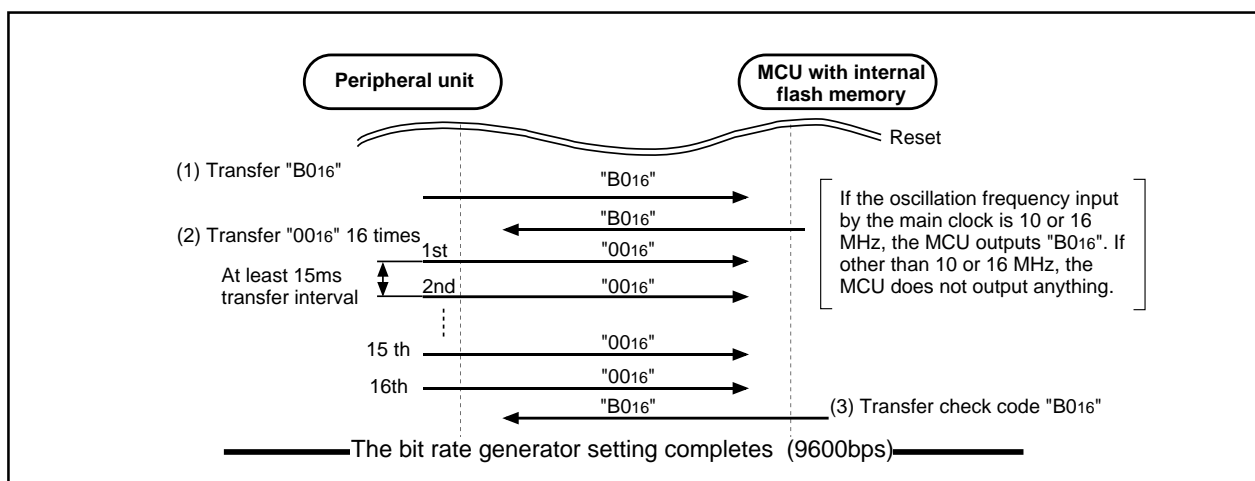 Peripheral unit
MCU with internal
flash memory
Reset
(1) Transfer "B016"
"B016"
"B016"
If the oscillation frequency input
by the main clock is 10 or 16
MHz, the MCU outputs "B016". If
other than 10 or 16 MHz, the
MCU does not output anything.
(2) Transfer "0016" 16 times
1st
"0016"
At least 15ms
transfer interval
2nd
"0016"
15 th
"0016"
16th
"0016"
"B016"
(3) Transfer check code "B016"
The bit rate generator setting completes (9600bps)